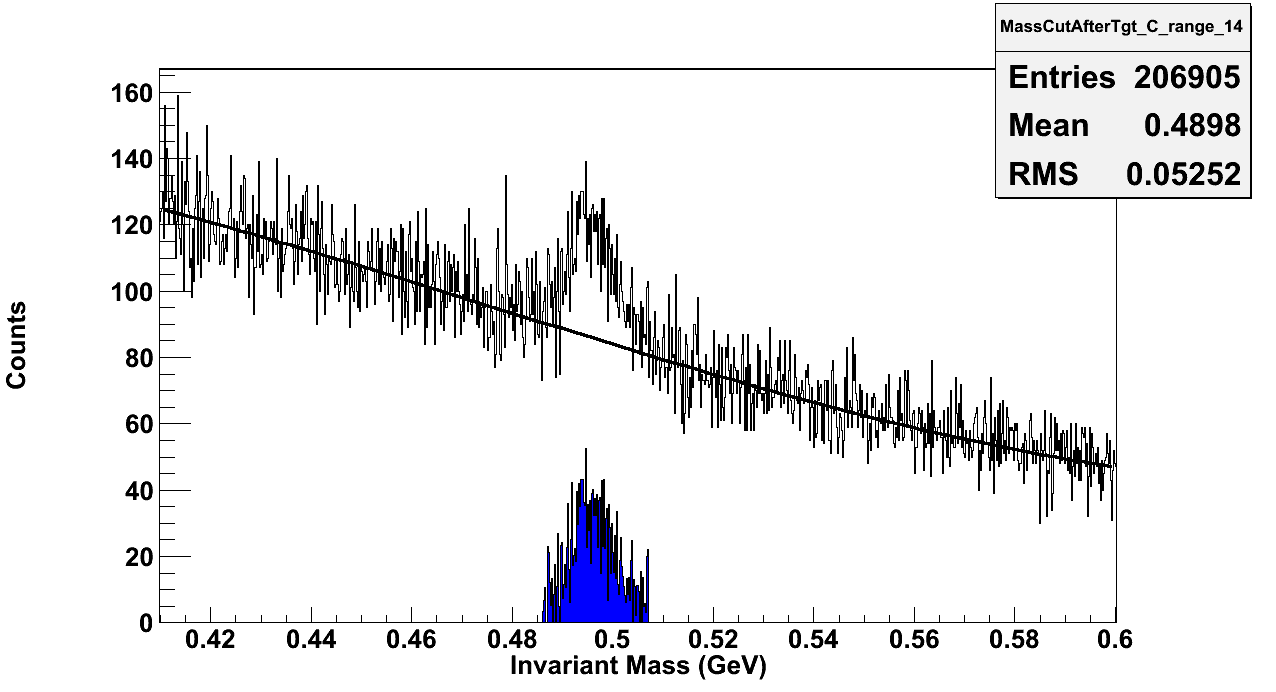 MassCutAfterTgt_C_range_14
Entries 206905
Mean 0.4898
RMS 0.05252
160
140
120
100
80
60
40
20
0
Counts
0.42 0.44 0.46 0.48 0.5 0.52 0.54 0.56 0.58 0.6
Invariant Mass (GeV)